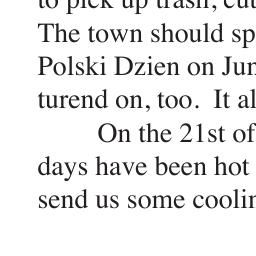 to pick up trash, cut
The town should sp
Polski Dzien on Jun
turend on, too.  It al
On the 21st of
days have been hot
send us some coolin